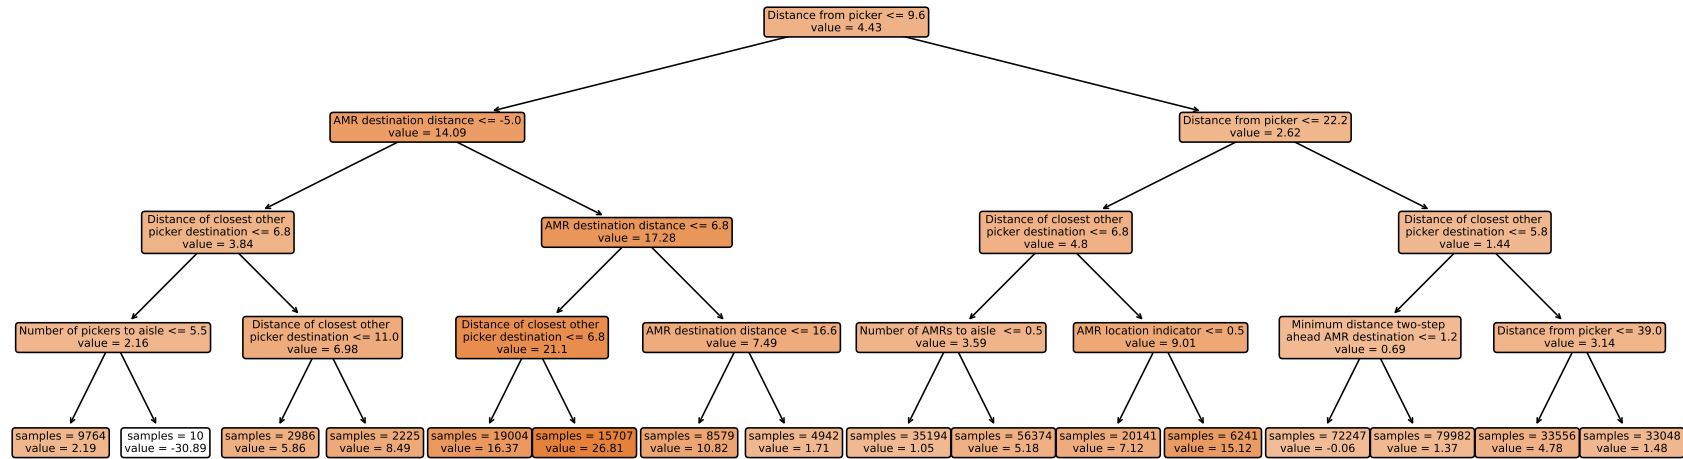 Distance from picker <= 9.6
value = 4.43
AMR destination distance <= -5.0
value = 14.09
Distance from picker <= 22.2
value = 2.62
Distance of closest other
picker destination <= 6.8
value = 3.84
AMR destination distance <= 6.8
value = 17.28
Distance of closest other
picker destination <= 6.8
value = 4.8
Distance of closest other
picker destination <= 5.8
value = 1.44
Number of pickers to aisle <= 5.5
value = 2.16
Distance of closest other
picker destination <= 11.0
value = 6.98
Distance of closest other
picker destination <= 6.8
value = 21.1
AMR destination distance <= 16.6
value = 7.49
Number of AMRs to aisle <= 0.5
value = 3.59
AMR location indicator <= 0.5
value = 9.01
Minimum distance two-step
ahead AMR destination <= 1.2
value = 0.69
Distance from picker <= 39.0
value = 3.14
samples = 9764
value = 2.19
samples = 10
value = -30.89
samples = 2986
value = 5.86
samples = 2225
value = 8.49
samples = 19004
value = 16.37
samples = 15707
value = 26.81
samples = 8579
value = 10.82
samples = 4942
value = 1.71
samples = 35194
value = 1.05
samples = 56374
value = 5.18
samples = 20141
value = 7.12
samples = 6241
value = 15.12
samples = 72247
value = -0.06
samples = 79982
value = 1.37
samples = 33556
value = 4.78
samples = 33048
value = 1.48